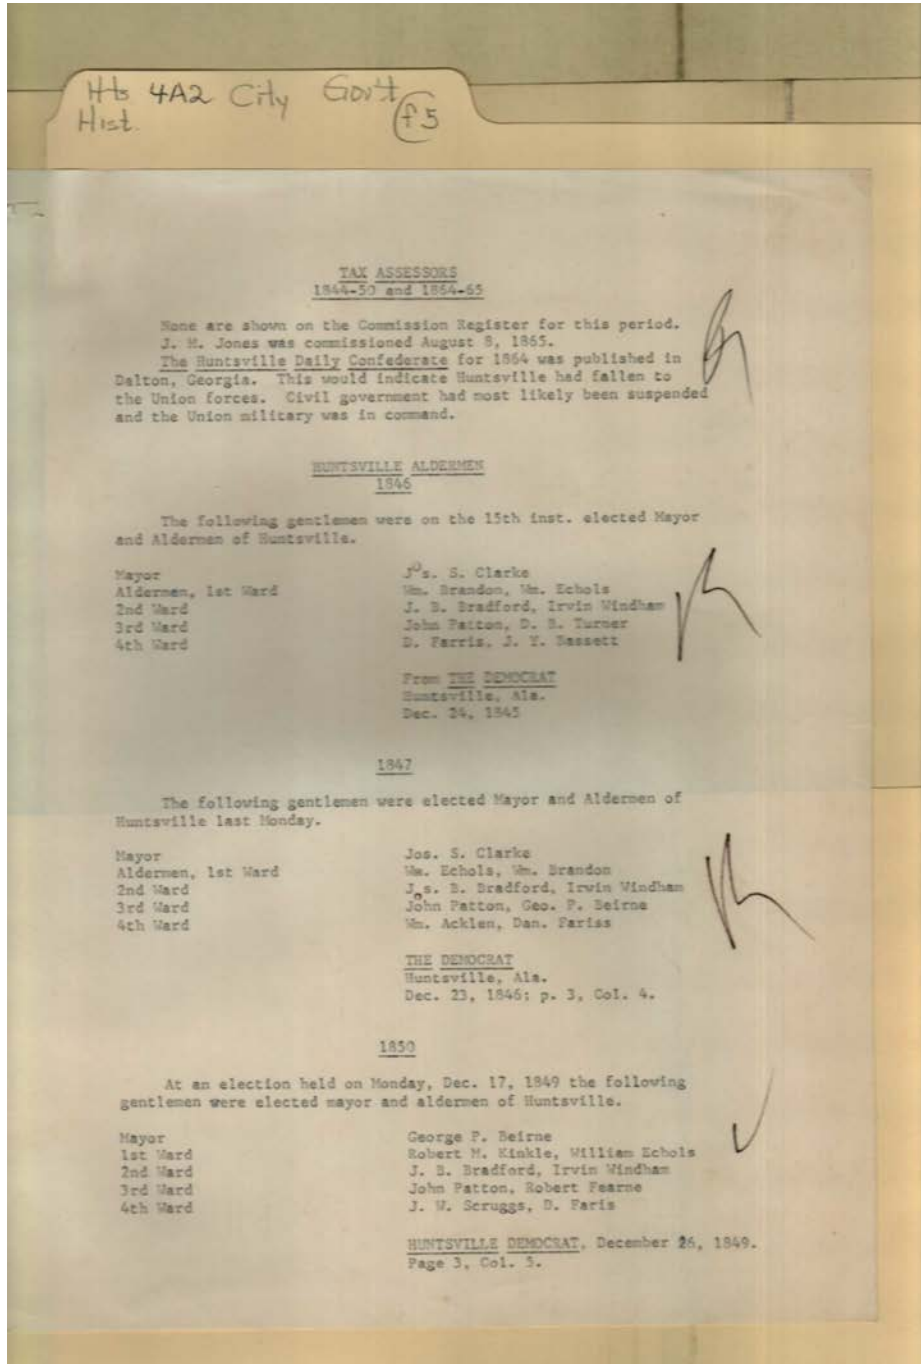 Hts 4A2 City Gov't
Hist. f5
TAX ASSESSORS
1844-50 and 1864-65
None are shown on the Commission Register for this period.
J. M. Jones was commissioned August 8, 1865.
The Huntsville Daily Confederate for 1864 was published in
Dalton, Georgia. This would indicate Huntsville had fallen to
the Union forces. Civil government had most likely been suspended
and the Union military was in command.
HUNTSVILLE ALDERMEN
1846
The following gentlemen were on the 15th inst. elected Mayor
and Aldermen of Huntsville.
Mayor Jos. S. Clarke
Aldermen, 1st Ward Wm. Brandon, Wm. Echols
2nd Ward J. B. Bradford, Irvin Windham
3rd Ward John Patton, D. B. Turner
4th Ward D. Farris, J. Y. Bassett
From THE DEMOCRAT
Huntsville, Ala.
Dec. 24, 1845
1847
The following gentlemen were elected Mayor and Aldermen of
Huntsville last Monday.
Mayor Jos. S. Clarke
Aldermen, 1st Ward Wm. Echols, Wm. Brandon
2nd Ward Jos. B. Bradford, Irwin Windham
3rd Ward John Patton, Geo. P. Beirne
4th Ward Wm. Acklen, Dan. Fariss
THE DEMOCRAT
Huntsville, Ala.
Dec. 23, 1846; p. 3, Col. 4.
1850
At an election held on Monday, Dec. 17, 1849 the following
gentlemen were elected mayor and aldermen of Huntsville.
Mayor George P. Beirne
1st Ward Robert M. Kinkle, William Echols
2nd Ward J. B. Bradford, Irvin Windham
3rd Ward John Patton, Robert Fearne
4th Ward J. W. Scruggs, D. Faris
HUNTSVILLE DEMOCRAT, December 26, 1849.
Page 3, Col. 5.